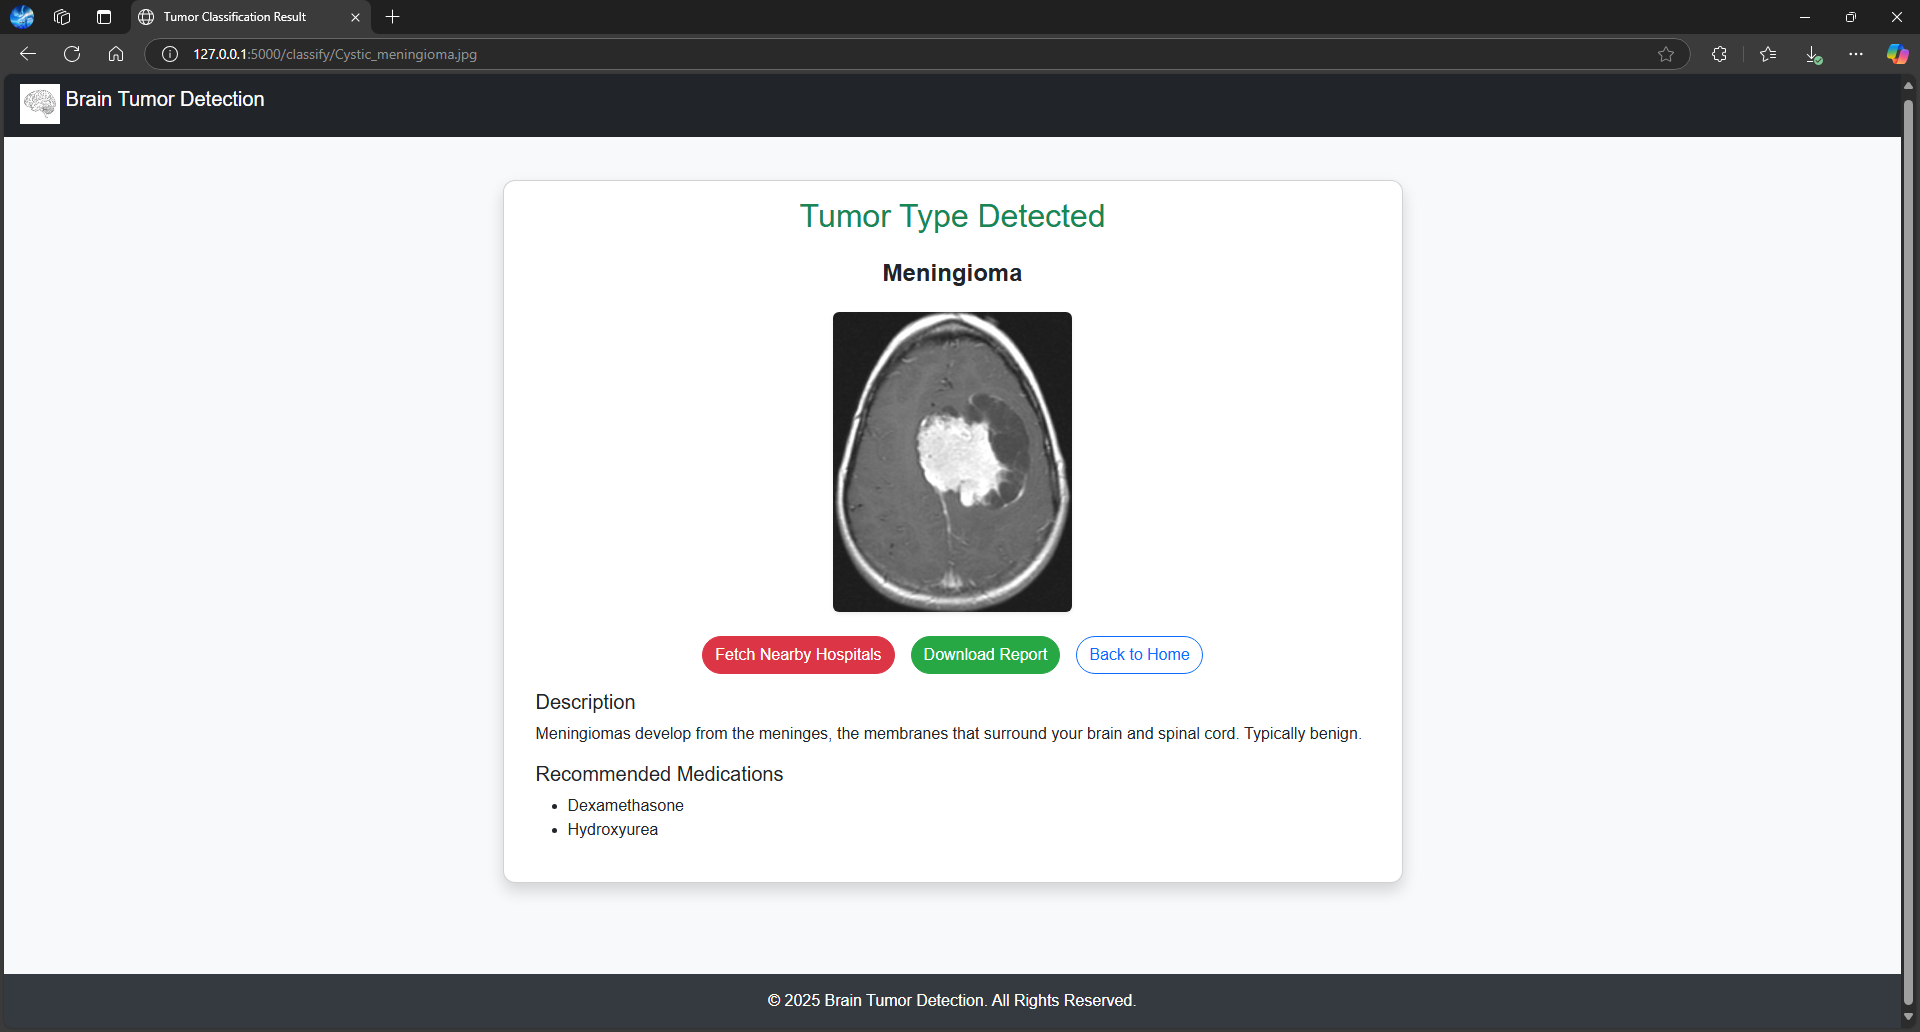 Tumor Classification Result
127.0.0.1:5000/classify/Cystic_meningioma.jpg
Brain Tumor Detection
Tumor Type Detected
Meningioma
Fetch Nearby Hospitals
Download Report
Back to Home
Description
Meningiomas develop from the meninges, the membranes that surround your brain and spinal cord. Typically benign.
Recommended Medications
• Dexamethasone
• Hydroxyurea
© 2025 Brain Tumor Detection. All Rights Reserved.